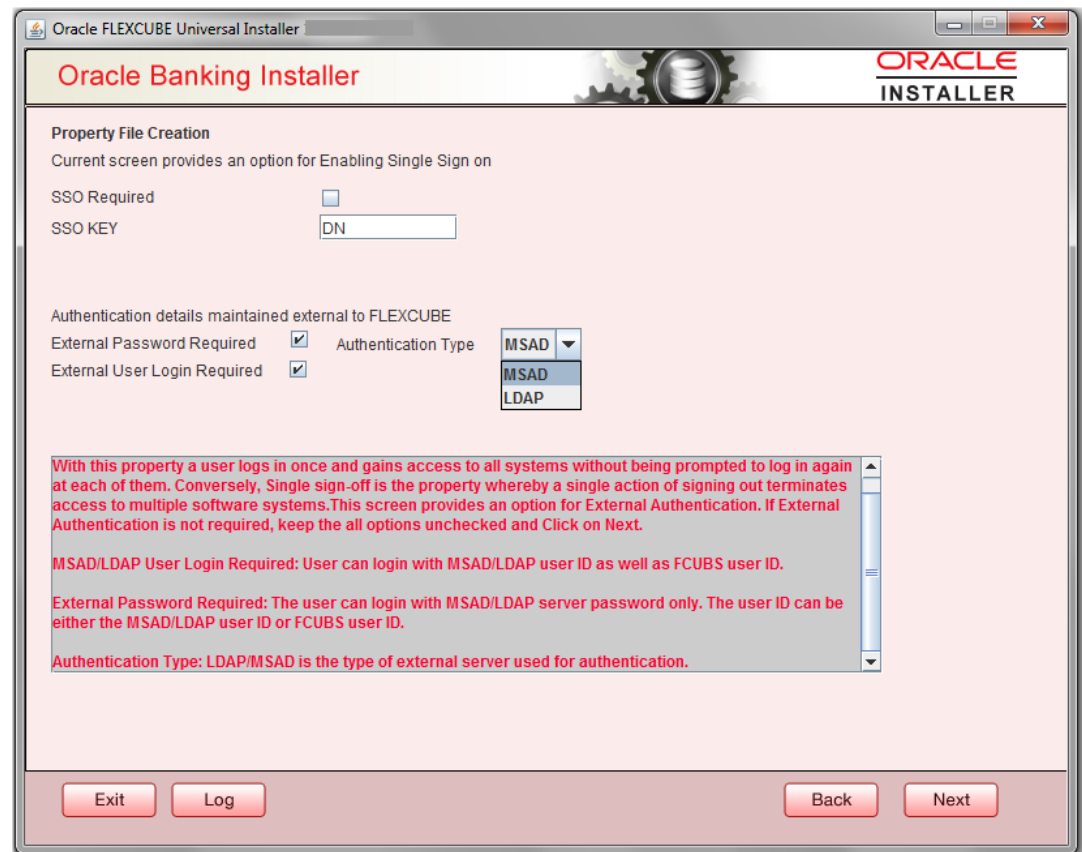 Oracle FLEXCUBE Universal Installer
Oracle Banking Installer
ORACLE
INSTALLER
Property File Creation
Current screen provides an option for Enabling Single Sign on
SSO Required
SSO KEY
DN
Authentication details maintained external to FLEXCUBE
External Password Required
Authentication Type
MSAD
External User Login Required
MSAD
LDAP
With this property a user logs in once and gains access to all systems without being prompted to log in again
at each of them. Conversely, Single sign-off is the property whereby a single action of signing out terminates
access to multiple software systems.This screen provides an option for External Authentication. If External
Authentication is not required, keep the all options unchecked and Click on Next.
MSAD/LDAP User Login Required: User can login with MSAD/LDAP user ID as well as FCUBS user ID.
External Password Required: The user can login with MSAD/LDAP server password only. The user ID can be
either the MSAD/LDAP user ID or FCUBS user ID.
Authentication Type: LDAP/MSAD is the type of external server used for authentication.
Exit
Log
Back
Next